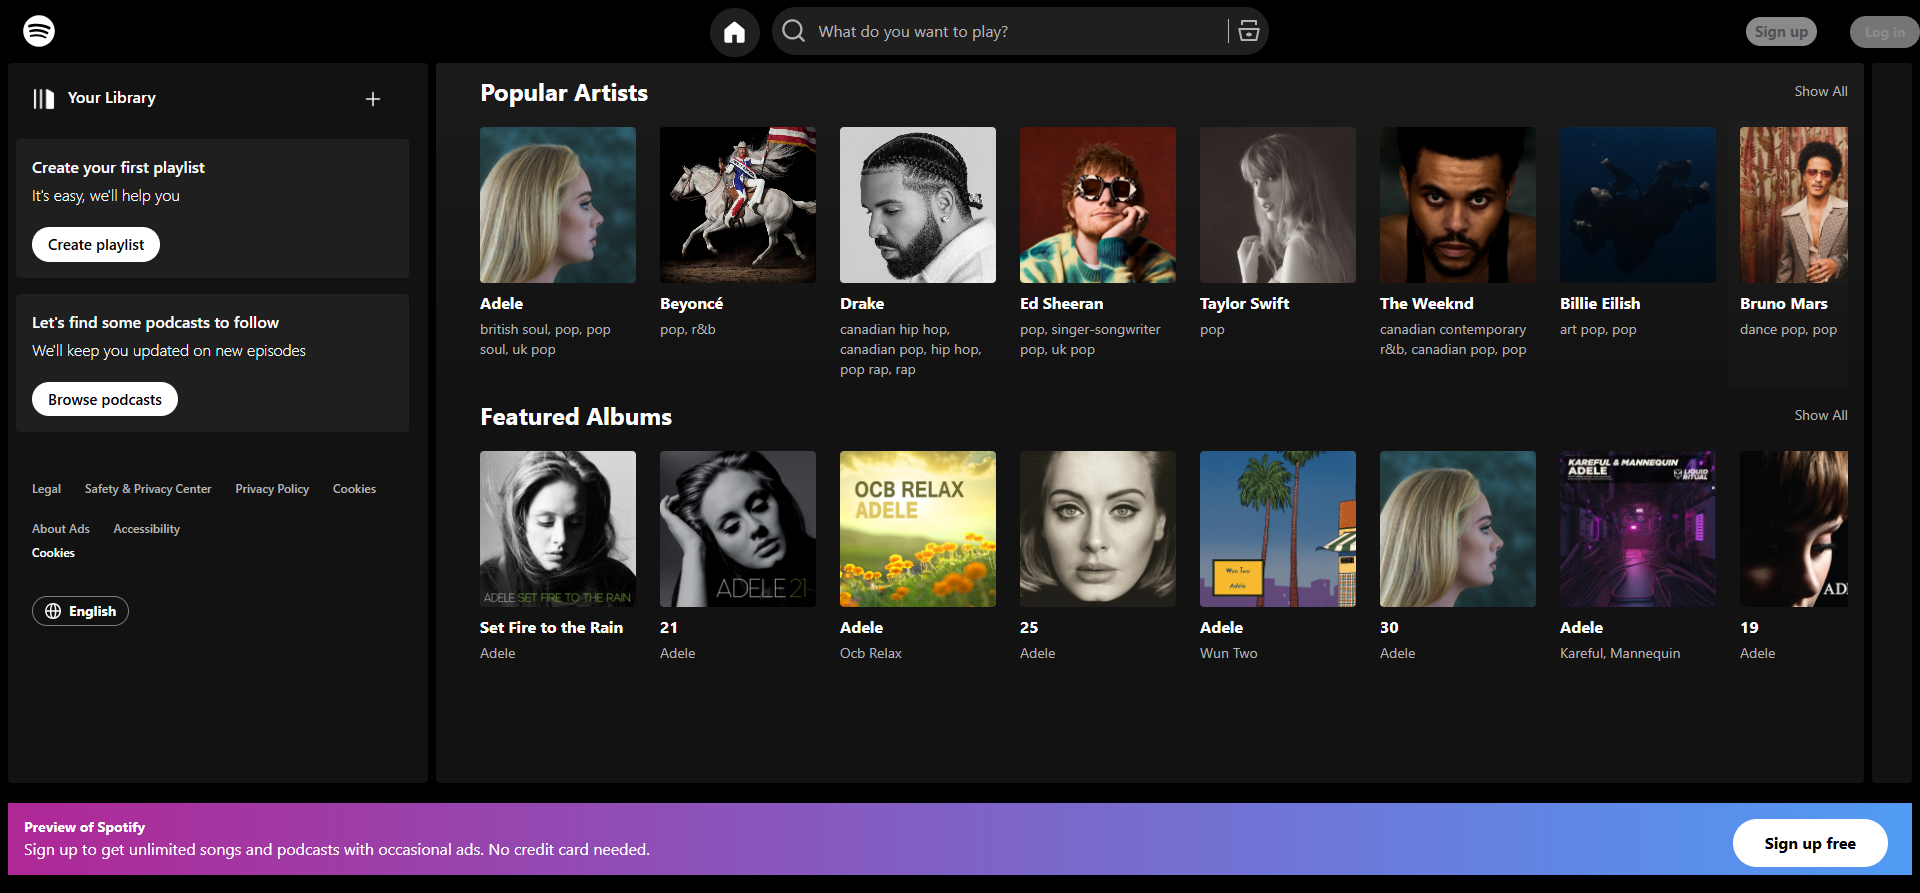 What do you want to play?
Sign up
Log in
Your Library
Create your first playlist
It's easy, we'll help you
Create playlist
Let's find some podcasts to follow
We'll keep you updated on new episodes
Browse podcasts
Legal Safety & Privacy Center Privacy Policy Cookies
About Ads Accessibility
Cookies
English
Popular Artists
Show All
Adele
british soul, pop, pop
soul, uk pop
Beyoncé
pop, r&b
Drake
canadian hip hop,
canadian pop, hip hop,
pop rap, rap
Ed Sheeran
pop, singer-songwriter
pop, uk pop
Taylor Swift
pop
The Weeknd
canadian contemporary
r&b, canadian pop, pop
Billie Eilish
art pop, pop
Bruno Mars
dance pop, pop
Featured Albums
Show All
ADELE SET FIRE TO THE RAIN
Set Fire to the Rain
Adele
ADELE 21
21
Adele
OCB RELAX
ADELE
Adele
Ocb Relax
25
Adele
Wun Two
Adele
Adele
Wun Two
30
Adele
KAREFUL & MANNEQUIN
ADELE
LIQUID
RITUAL
Adele
Kareful, Mannequin
AD
19
Adele
Preview of Spotify
Sign up to get unlimited songs and podcasts with occasional ads. No credit card needed.
Sign up free